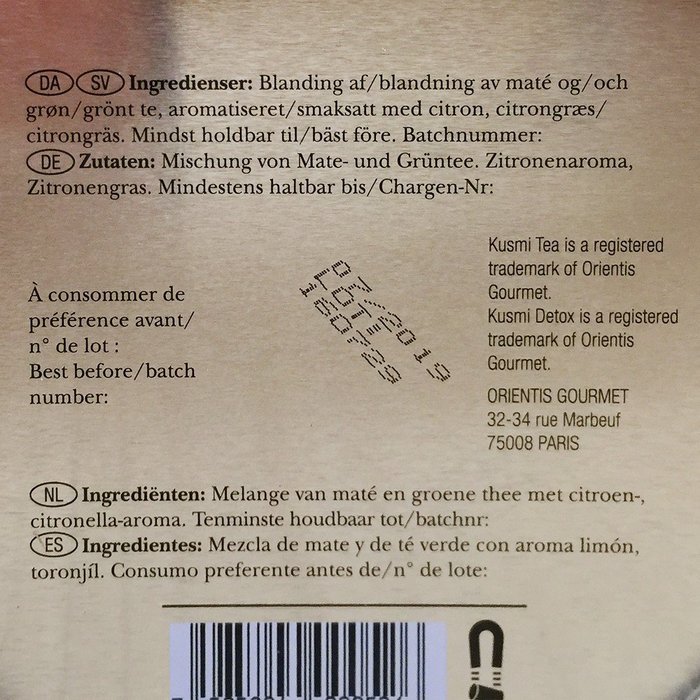 DA SV Ingredienser: Blanding af/blandning av maté og/och
grøn/grönt te, aromatiseret/smaksatt med citron, citrongræs/
citrongräs. Mindst holdbar til/bäst före. Batchnummer:
DE Zutaten: Mischung von Mate- und Grüntee. Zitronenaroma,
Zitronengras. Mindestens haltbar bis/Chargen-Nr:
À consommer de
préférence avant/
n° de lot :
Best before/batch
number:
07/2019
Kusmi Tea is a registered
trademark of Orientis
Gourmet.
Kusmi Detox is a registered
trademark of Orientis
Gourmet.
ORIENTIS GOURMET
32-34 rue Marbeuf
75008 PARIS
NL Ingrediënten: Melange van maté en groene thee met citroen-,
citronella-aroma. Tenminste houdbaar tot/batchnr:
ES Ingredientes: Mezcla de mate y de té verde con aroma limón,
toronjíl. Consumo preferente antes de/n° de lote: